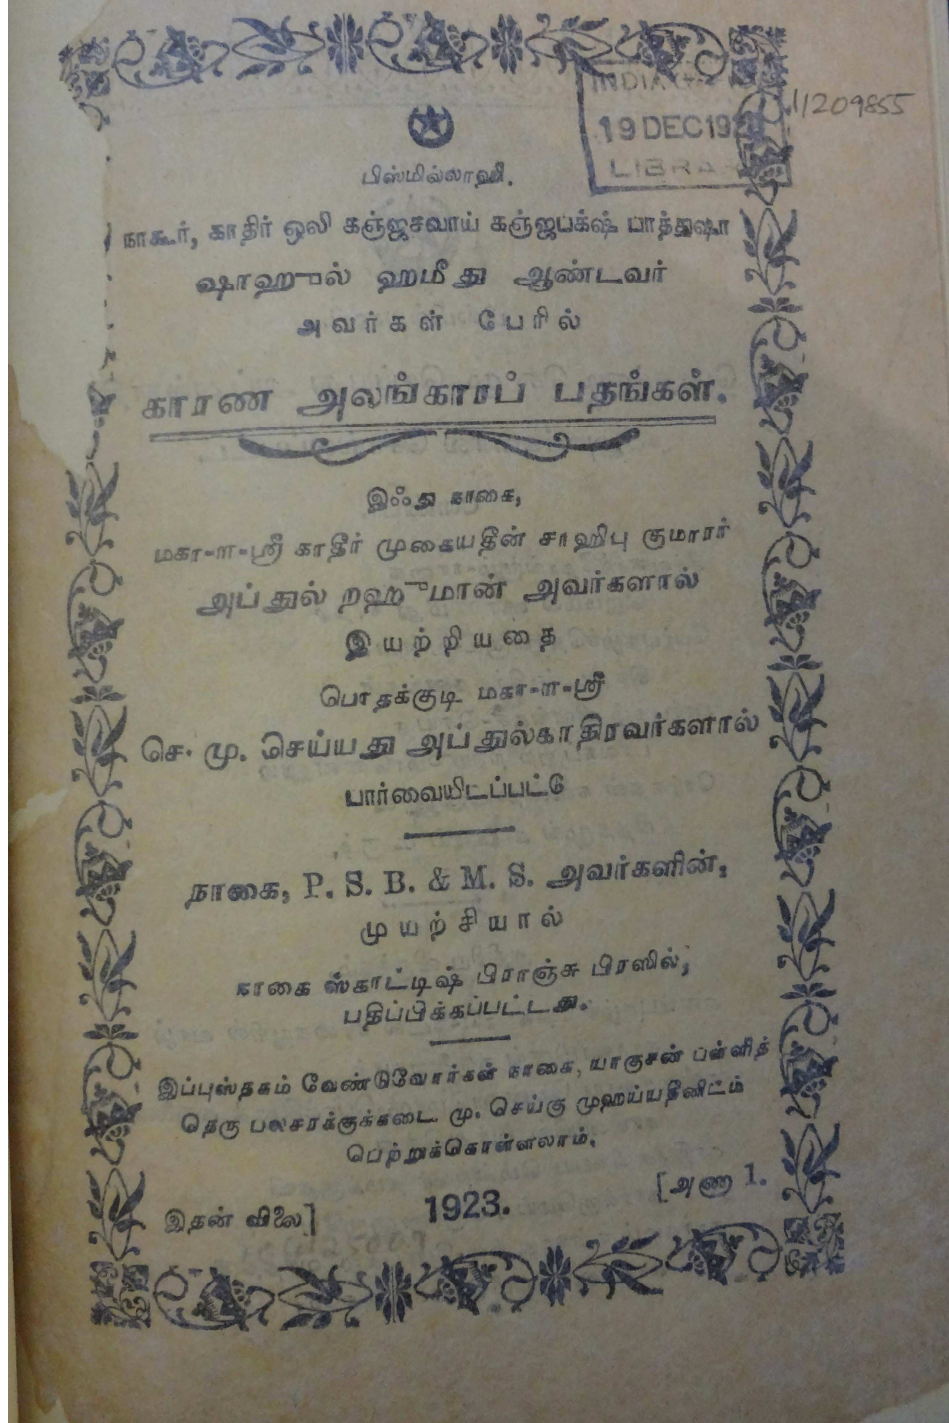 INDIA
19 DEC 192
LIBRA
11209855
பிஸ்மில்லாஹி.
நாகூர், காதிர் ஒலி கஞ்ஜசவாய் கஞ்ஜபக்ஷ் பாத்துஷா
ஷாஹுல் ஹமீது ஆண்டவர்
அவர்கள் பேரில்
காரண அலங்காரப் பதங்கள்.
இஃது நாகை,
மகா-ள-ஸ்ரீ காதிர் முகையதீன் சாஹிபு குமாரர்
அப்துல் றஹுமான் அவர்களால்
இயற்றியதை
பொதக்குடி மகா-ள-ஸ்ரீ
செ. மு. செய்யது அப்துல்காதிரவர்களால்
பார்வையிடப்பட்டு
நாகை, P. S. B. & M. S. அவர்களின்,
முயற்சியால்
நாகை ஸ்காட்டிஷ் பிராஞ்சு பிரஸில்,
பதிப்பிக்கப்பட்டது.
இப்புஸ்தகம் வேண்டுவோர்கள் நாகை, யாகுசன் பள்ளித்
தெரு பலசரக்குக்கடை மு. செய்கு முஹய்யதீனிடம்
பெற்றுக்கொள்ளலாம்.
இதன் விலை] 1923. [அணா 1.